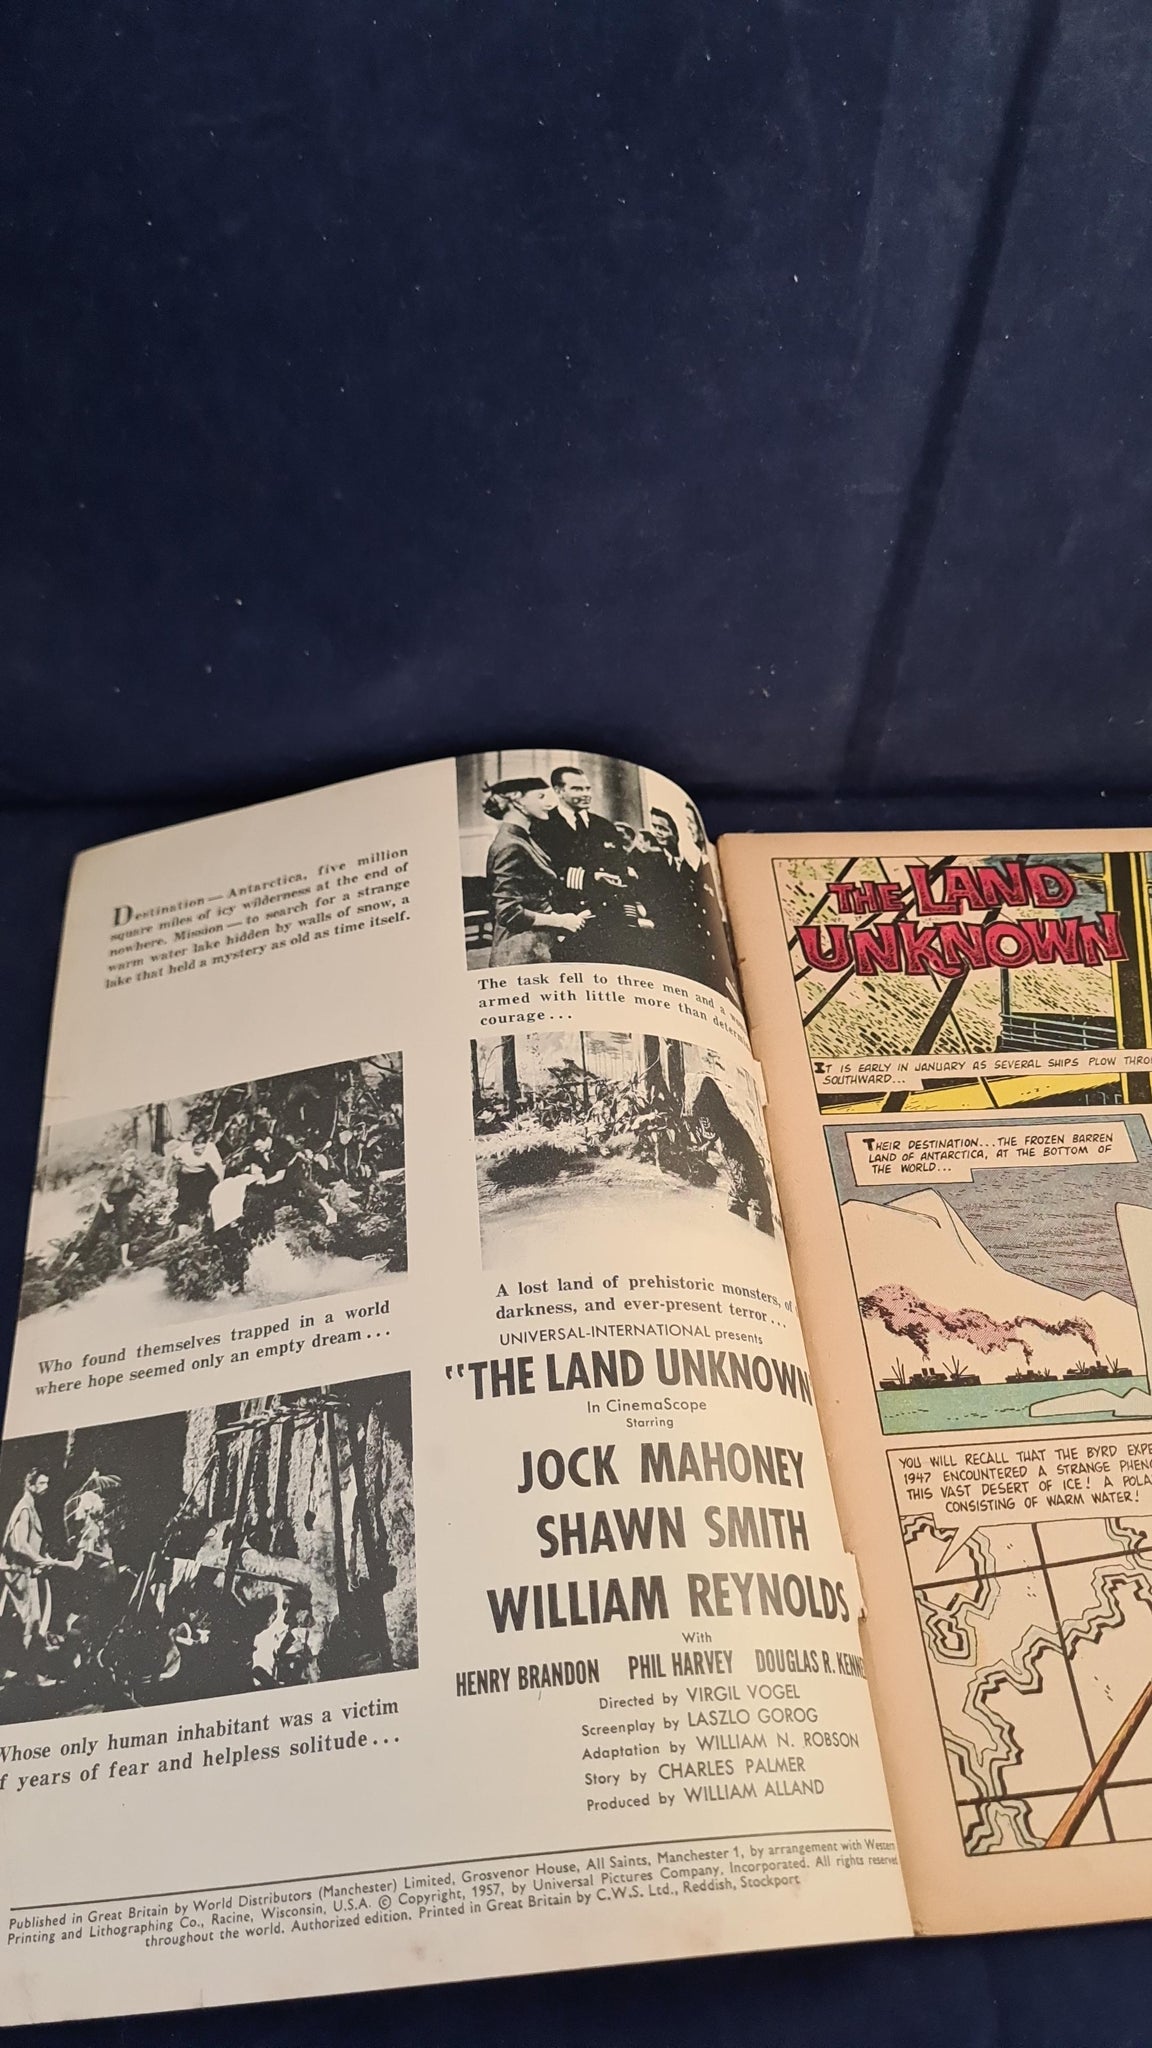 Destination — Antarctica, five million
square miles of icy wilderness at the end of
nowhere. Mission — to search for a strange
warm water lake hidden by walls of snow, a
lake that held a mystery as old as time itself.
The task fell to three men and a
armed with little more than
courage...
Who found themselves trapped in a world
where hope seemed only an empty dream...
A lost land of prehistoric monsters, of
darkness, and ever-present terror...
Whose only human inhabitant was a victim
of years of fear and helpless solitude...
UNIVERSAL-INTERNATIONAL presents
"THE LAND UNKNOWN
In CinemaScope
Starring
JOCK MAHONEY
SHAWN SMITH
WILLIAM REYNOLDS
With
HENRY BRANDON PHIL HARVEY DOUGLAS R. KENNE
Directed by VIRGIL VOGEL
Screenplay by LASZLO GOROG
Adaptation by WILLIAM N. ROBSON
Story by CHARLES PALMER
Produced by WILLIAM ALLAND
Published in Great Britain by World Distributors (Manchester) Limited, Grosvenor House, All Saints, Manchester 1, by arrangement with Western
Printing and Lithographing Co., Racine, Wisconsin, U.S.A. © Copyright, 1957, by Universal Pictures Company, Incorporated. All rights reserved
throughout the world. Authorized edition. Printed in Great Britain by C.W.S. Ltd., Reddish, Stockport
THE LAND
UNKNOWN
IT IS EARLY IN JANUARY AS SEVERAL SHIPS PLOW THRO
SOUTHWARD...
THEIR DESTINATION...THE FROZEN BARREN
LAND OF ANTARCTICA, AT THE BOTTOM OF
THE WORLD...
YOU WILL RECALL THAT THE BYRD EXPE
1947 ENCOUNTERED A STRANGE PHEN
THIS VAST DESERT OF ICE! A POLA
CONSISTING OF WARM WATER!